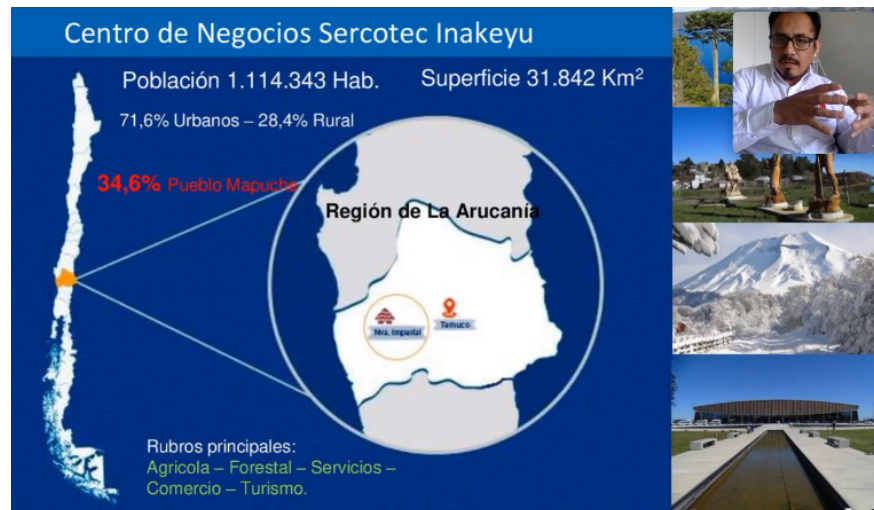 Centro de Negocios Sercotec Inakeyu
Población 1.114.343 Hab.
Superficie 31.842 Km²
71,6% Urbanos – 28,4% Rural
34,6% Pueblo Mapuche
Región de La Arucanía
Nva. Imperial
Temuco
Rubros principales:
Agricola – Forestal – Servicios –
Comercio – Turismo.